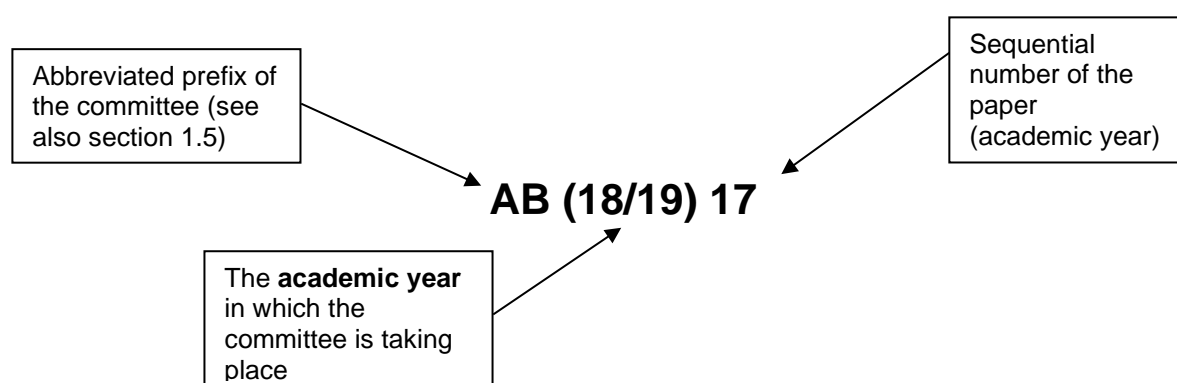 Abbreviated prefix of
the committee (see
also section 1.5)
Sequential
number of the
paper
(academic year)
AB (18/19) 17
The academic year
in which the
committee is taking
place